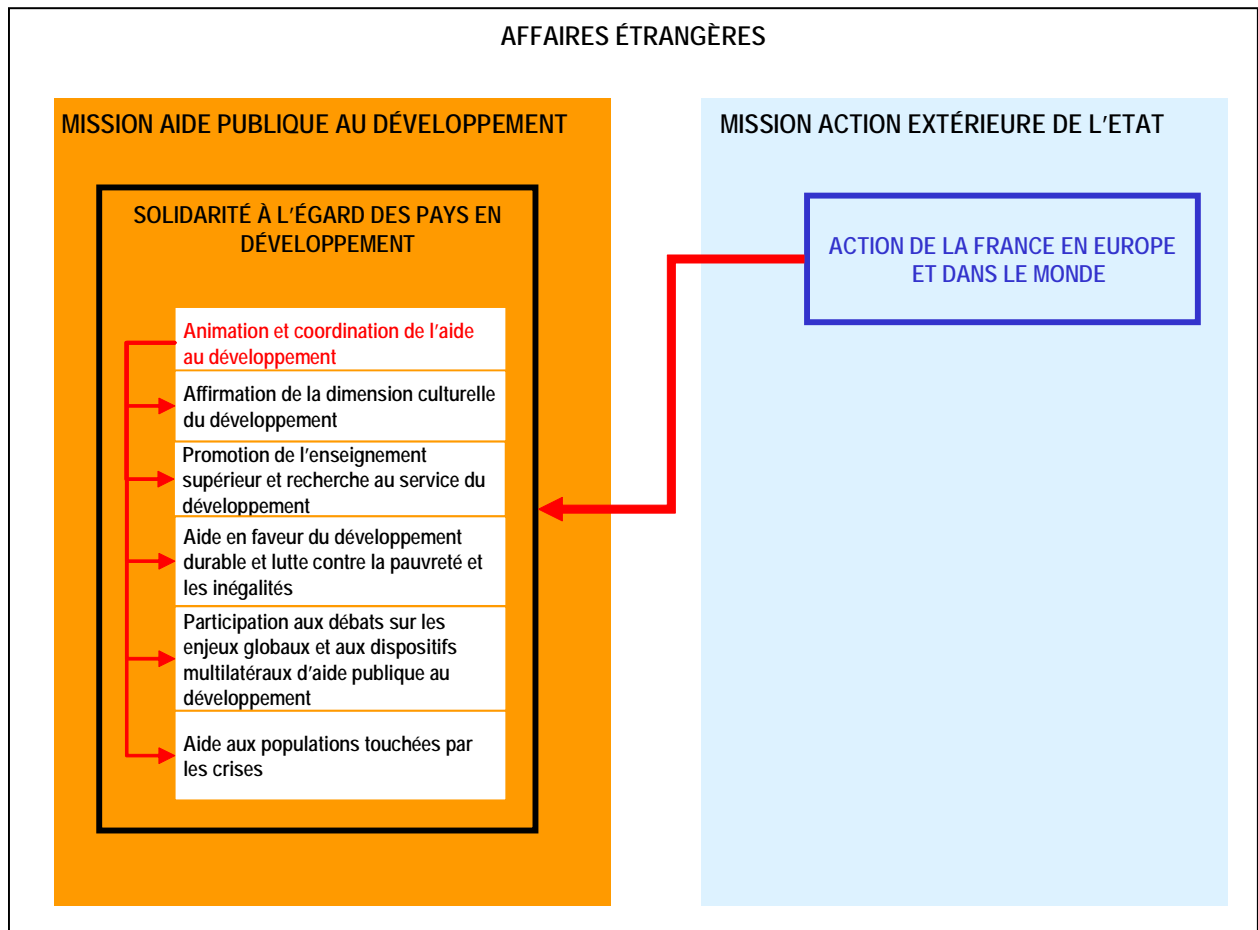 AFFAIRES ÉTRANGÈRES
MISSION AIDE PUBLIQUE AU DÉVELOPPEMENT
SOLIDARITÉ À L'ÉGARD DES PAYS EN
DÉVELOPPEMENT
Animation et coordination de l'aide
au développement
Affirmation de la dimension culturelle
du développement
Promotion de l'enseignement
supérieur et recherche au service du
développement
Aide en faveur du développement
durable et lutte contre la pauvreté et
les inégalités
Participation aux débats sur les
enjeux globaux et aux dispositifs
multilatéraux d'aide publique au
développement
Aide aux populations touchées par
les crises
MISSION ACTION EXTÉRIEURE DE L'ETAT
ACTION DE LA FRANCE EN EUROPE
ET DANS LE MONDE